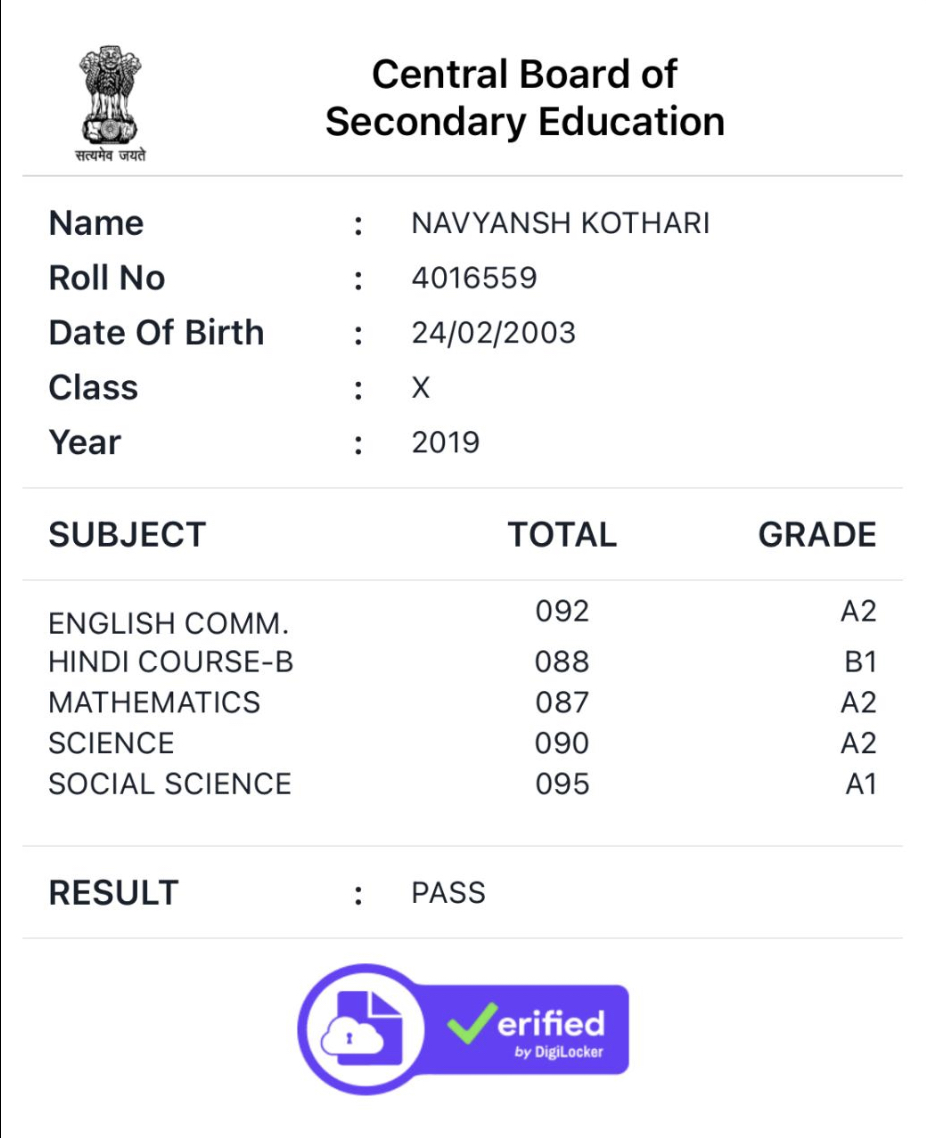 सत्यमेव जयते
Central Board of
Secondary Education
Name : NAVYANSH KOTHARI
Roll No : 4016559
Date Of Birth : 24/02/2003
Class : X
Year : 2019
SUBJECT TOTAL GRADE
ENGLISH COMM. 092 A2
HINDI COURSE-B 088 B1
MATHEMATICS 087 A2
SCIENCE 090 A2
SOCIAL SCIENCE 095 A1
RESULT : PASS
Verified
by DigiLocker